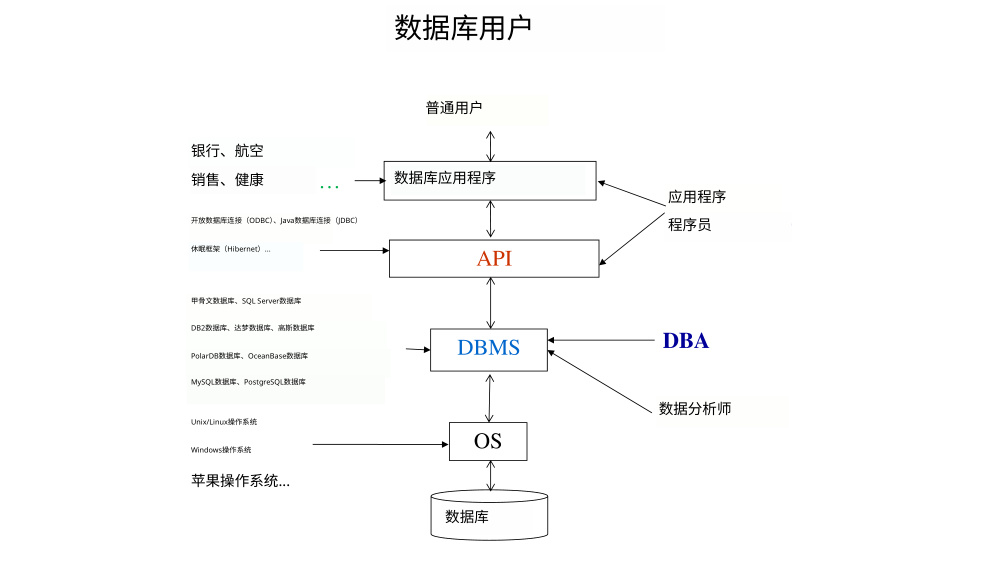 数据库用户
普通用户
银行、航空
销售、健康
...
数据库应用程序
应用程序
程序员
开放数据库连接（ODBC）、Java数据库连接（JDBC）
休眠框架（Hibernet）...
API
甲骨文数据库、SQL Server数据库
DB2数据库、达梦数据库、高斯数据库
PolarDB数据库、OceanBase数据库
MySQL数据库、PostgreSQL数据库
DBMS
DBA
数据分析师
Unix/Linux操作系统
Windows操作系统
苹果操作系统...
OS
数据库